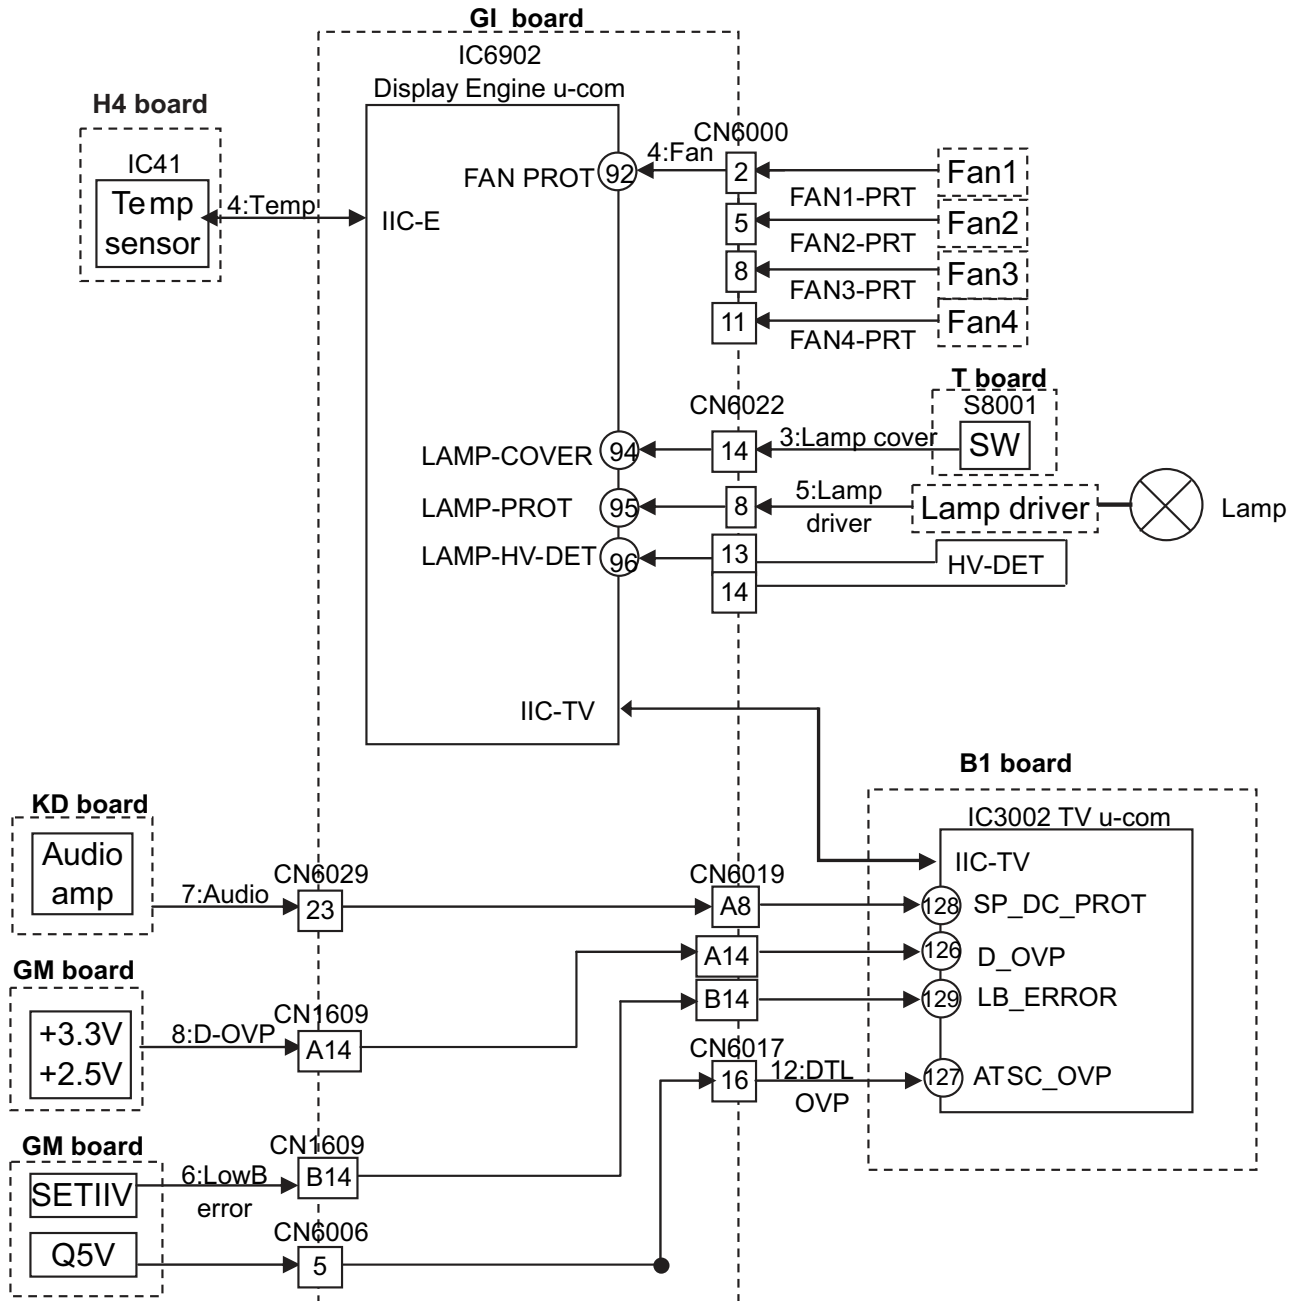 GI board
IC6902
Display Engine u-com
H4 board
IC41
Temp
sensor
4:Temp
IIC-E
FAN PROT
92
4:Fan
CN6000
2
5
8
11
FAN1-PRT
FAN2-PRT
FAN3-PRT
FAN4-PRT
Fan1
Fan2
Fan3
Fan4
T board
S8001
SW
CN6022
LAMP-COVER
94
14
3:Lamp cover
LAMP-PROT
95
8
5:Lamp
driver
Lamp driver
Lamp
LAMP-HV-DET
96
13
14
HV-DET
IIC-TV
B1 board
IC3002 TV u-com
IIC-TV
KD board
Audio
amp
7:Audio
CN6029
23
CN6019
A8
128
SP_DC_PROT
A14
126
D_OVP
B14
129
LB_ERROR
GM board
+3.3V
+2.5V
8:D-OVP
CN1609
A14
CN6017
16
12:DTL
OVP
127
ATSC_OVP
GM board
SETIIV
6:LowB
error
CN1609
B14
Q5V
CN6006
5